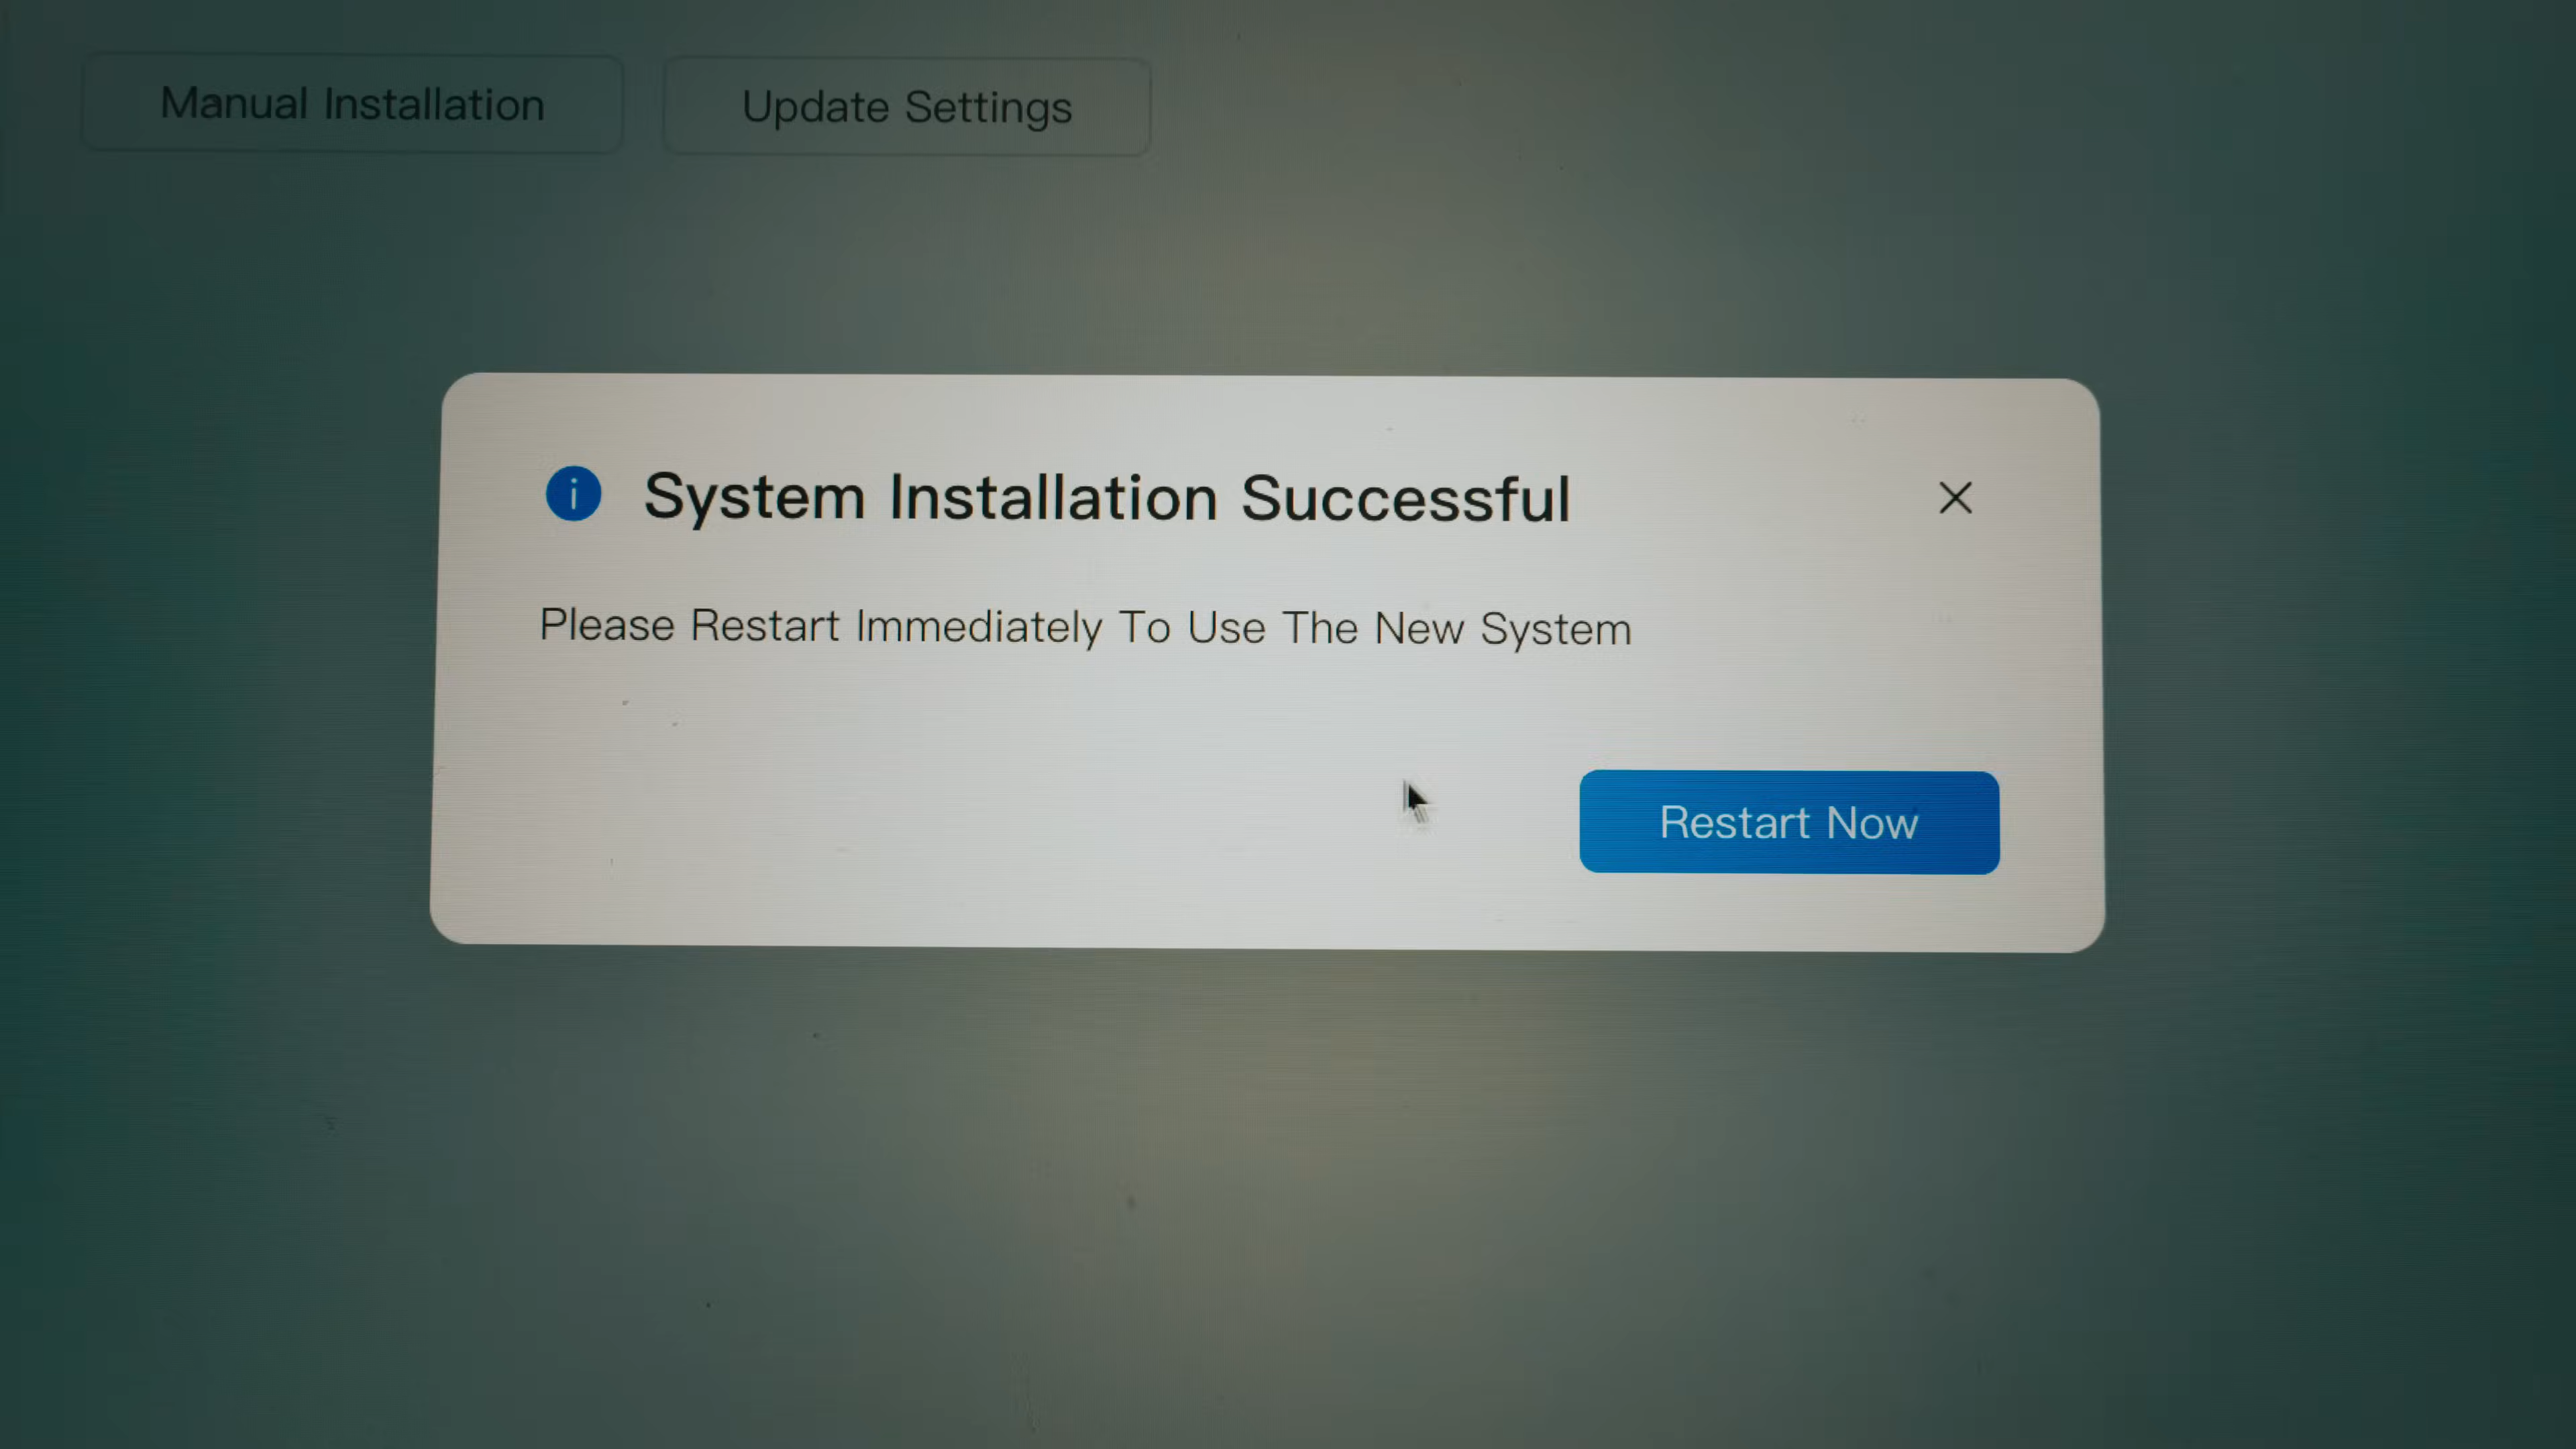 Manual Installation
Update Settings
System Installation Successful
Please Restart Immediately To Use The New System
Restart Now